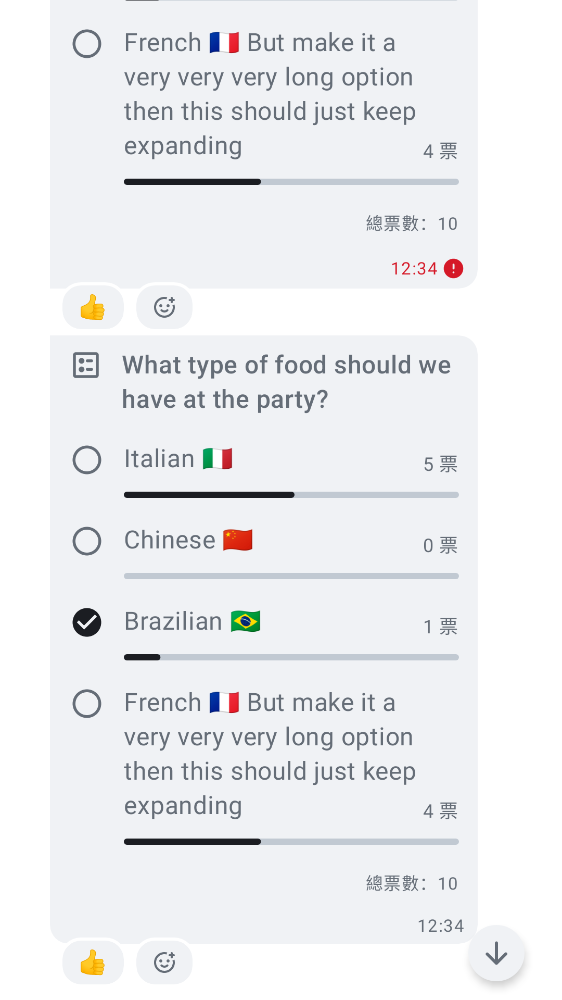 French 🇫🇷 But make it a
very very very long option
then this should just keep
expanding
4 票
總票數：10
12:34
What type of food should we
have at the party?
Italian 🇮🇹
5 票
Chinese 🇨🇳
0 票
Brazilian 🇧🇷
1 票
French 🇫🇷 But make it a
very very very long option
then this should just keep
expanding
4 票
總票數：10
12:34